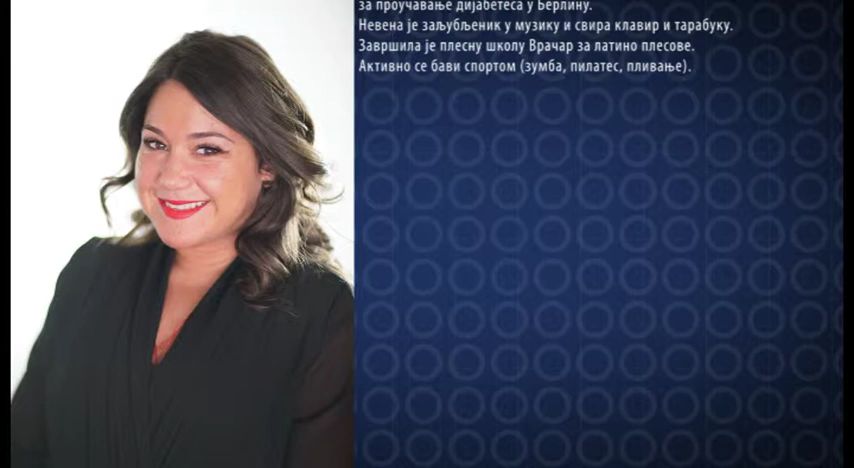 за проучавање дијабетеса у Берлину.
Невена је заљубљеник у музику и свира клавир и тарабуку.
Завршила је плесну школу Врачар за латино плесове.
Активно се бави спортом (зумба, пилатес, пливање).